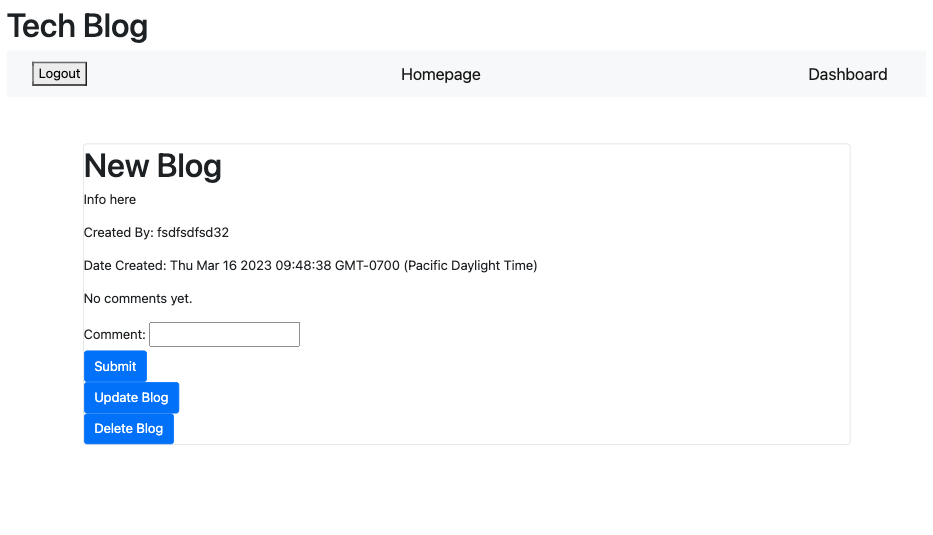 Tech Blog
Logout Homepage Dashboard
New Blog
Info here
Created By: fsdfsdfsd32
Date Created: Thu Mar 16 2023 09:48:38 GMT-0700 (Pacific Daylight Time)
No comments yet.
Comment:
Submit
Update Blog
Delete Blog